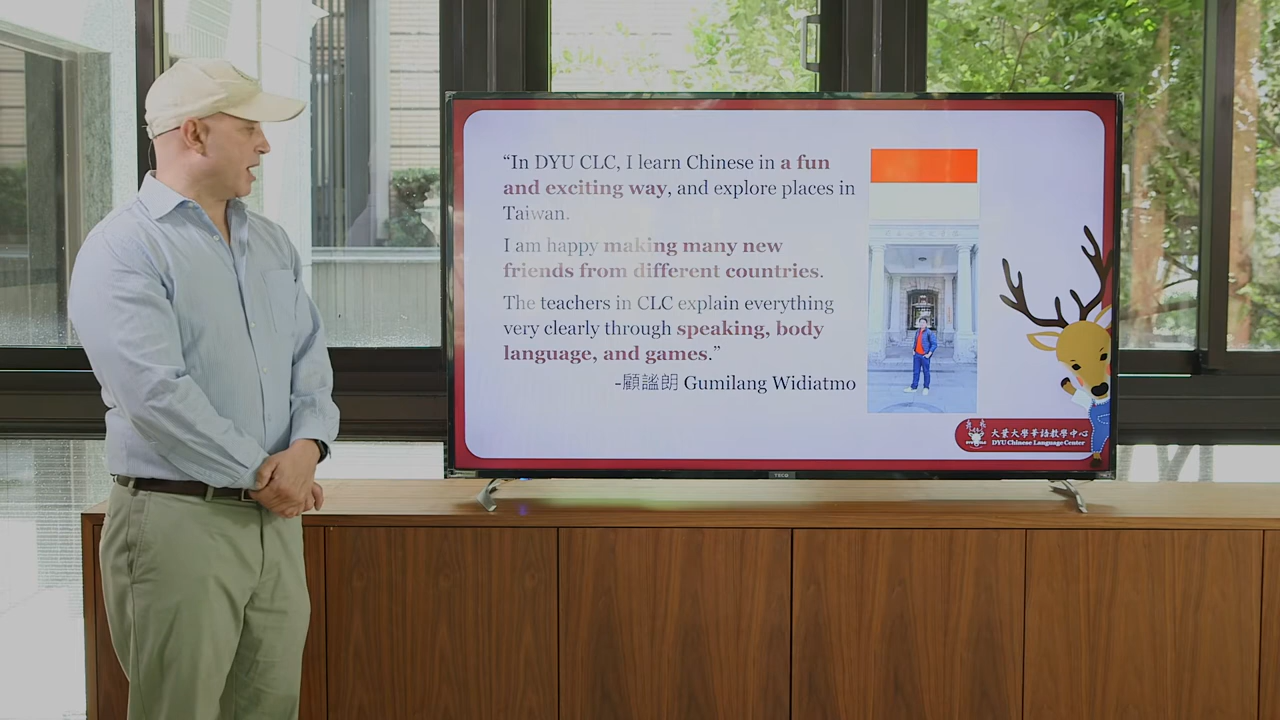 “In DYU CLC, I learn Chinese in a fun
and exciting way, and explore places in
Taiwan.
I am happy making many new
friends from different countries.
The teachers in CLC explain everything
very clearly through speaking, body
language, and games.”
-顧謐朗 Gumilang Widiatmo
大葉大學華語教學中心
DYU Chinese Language Center
TECO